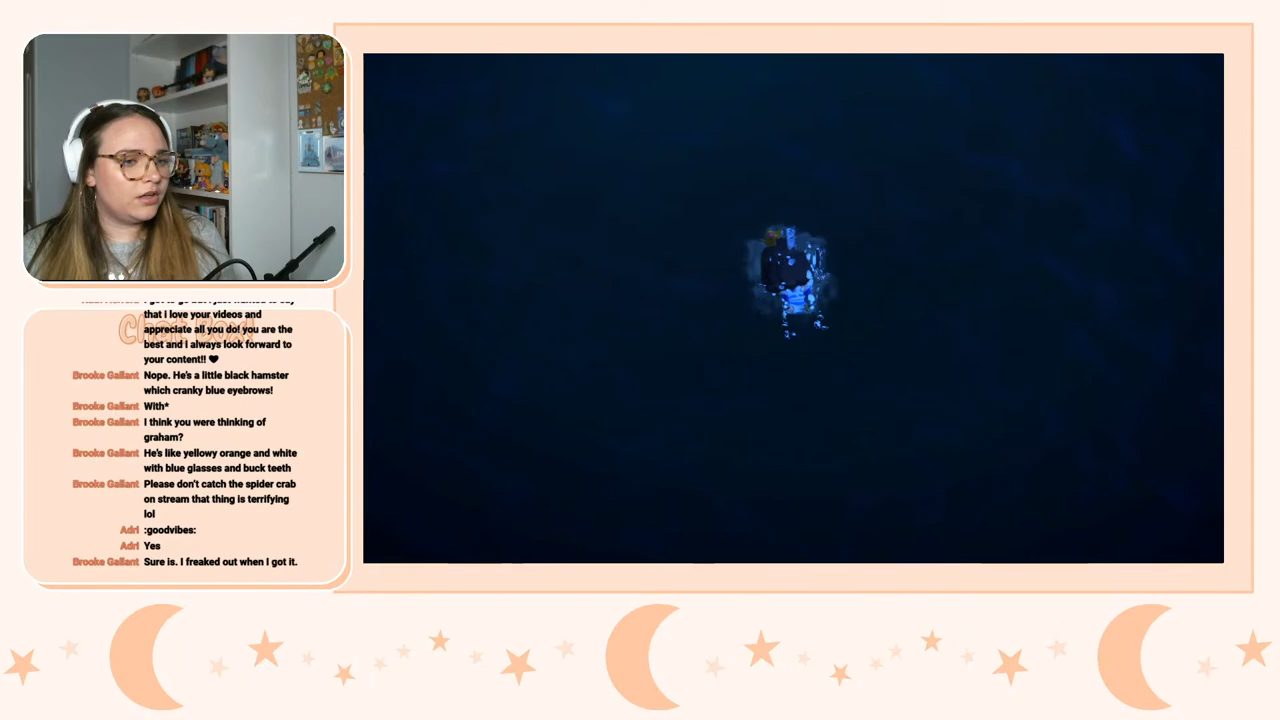 that i love your videos and
Chat Box!
appreciate all you do! you are the
best and i always look forward to
your content!! ♥
Brooke Gallant Nope. He's a little black hamster
which cranky blue eyebrows!
Brooke Gallant With*
Brooke Gallant I think you were thinking of
graham?
Brooke Gallant He's like yellowy orange and white
with blue glasses and buck teeth
Brooke Gallant Please don't catch the spider crab
on stream that thing is terrifying
lol
Adri :goodvibes:
Adri Yes
Brooke Gallant Sure is. I freaked out when I got it.